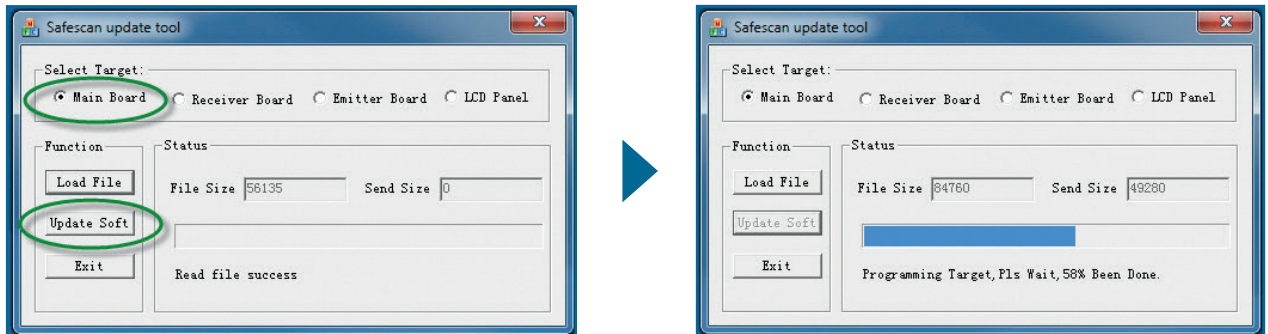 Safescan update tool
Select Target:
Main Board Receiver Board Emitter Board LCD Panel
Function
Status
Load File
File Size 56135 Send Size 0
Update Soft
Exit
Read file success
Safescan update tool
Select Target:
Main Board Receiver Board Emitter Board LCD Panel
Function
Status
Load File
File Size 84760 Send Size 49280
Update Soft
Exit
Programming Target,Pls Wait,58% Been Done.